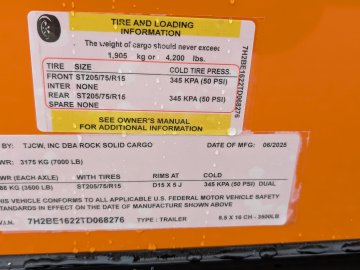 TIRE AND LOADING
INFORMATION
The weight of cargo should never exceed
1,905 kg or 4,200 lbs.
TIRE SIZE COLD TIRE PRESS.
FRONT ST205/75/R15 345 KPA (50 PSI)
INTER NONE
REAR ST205/75/R15 345 KPA (50 PSI)
SPARE NONE
SEE OWNER'S MANUAL
FOR ADDITIONAL INFORMATION
7H2BE1622TD068276
BY: TJCW, INC DBA ROCK SOLID CARGO DATE OF MFG: 06/2025
WR: 3175 KG (7000 LB)
WR (EACH AXLE) WITH TIRES RIMS AT COLD
88 KG (3500 LB) ST205/75/R15 D15 X 5 J 345 KPA (50 PSI) DUAL
THIS VEHICLE CONFORMS TO ALL APPLICABLE U.S. FEDERAL MOTOR VEHICLE SAFETY
STANDARDS IN EFFECT ON THE DATE OF MANUFACTURE SHOWN ABOVE
V.I.N. 7H2BE1622TD068276 TYPE: TRAILER 8.5 X 16 CH - 3500LB